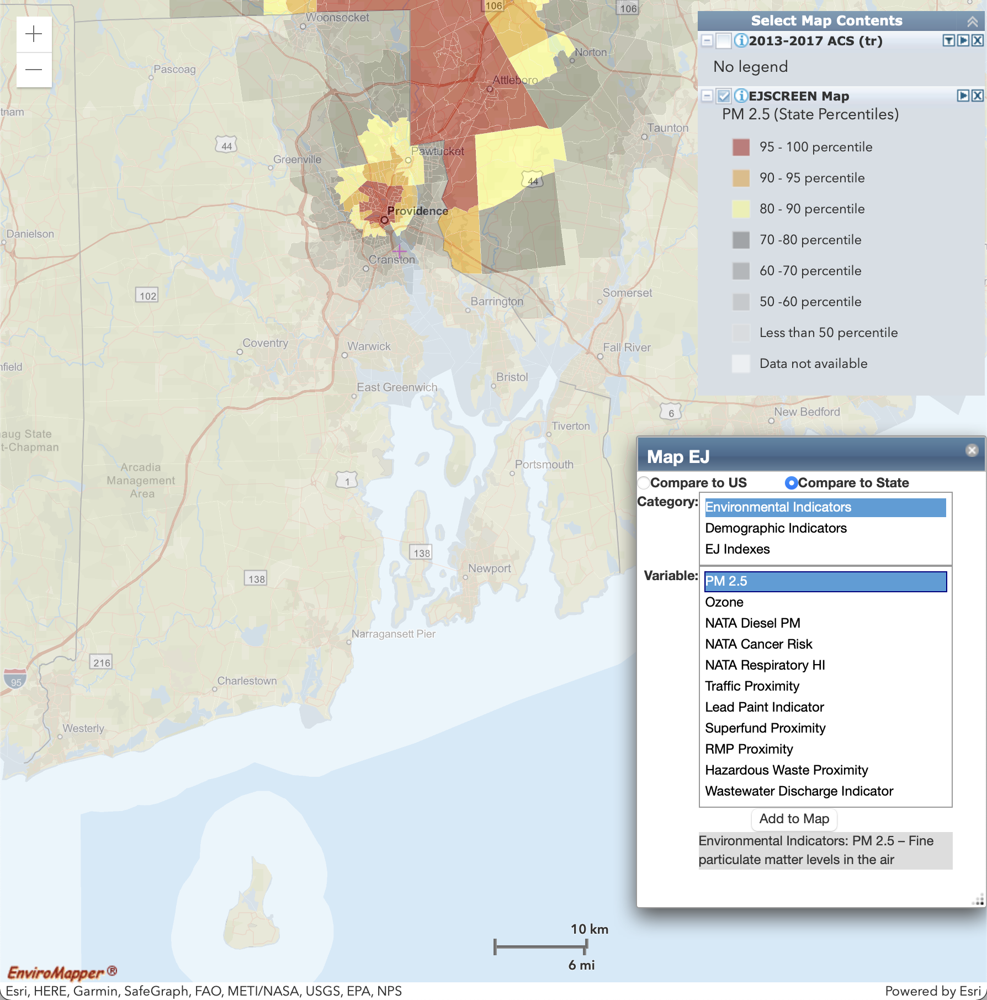 106
106
Woonsocket
Pascoag
Norton
Attleboro
tnam
44
Taunton
Greenville
Pawtucket
44
Providence
Danielson
Cranston
102
Somerset
Barrington
Coventry
Warwick
Fall River
nfield
Bristol
East Greenwich
6
New Bedford
Tiverton
aug State
t-Chapman
Arcadia
Management
Area
Portsmouth
1
138
Newport
138
Narragansett Pier
216
95
Charlestown
Westerly
Select Map Contents
2013-2017 ACS (tr)
No legend
EJSCREEN Map
PM 2.5 (State Percentiles)
95 - 100 percentile
90 - 95 percentile
80 - 90 percentile
70 -80 percentile
60 -70 percentile
50 -60 percentile
Less than 50 percentile
Data not available
Map EJ
Compare to US Compare to State
Category:
Environmental Indicators
Demographic Indicators
EJ Indexes
Variable:
PM 2.5
Ozone
NATA Diesel PM
NATA Cancer Risk
NATA Respiratory HI
Traffic Proximity
Lead Paint Indicator
Superfund Proximity
RMP Proximity
Hazardous Waste Proximity
Wastewater Discharge Indicator
Add to Map
Environmental Indicators: PM 2.5 – Fine
particulate matter levels in the air
10 km
6 mi
EnviroMapper ®
Esri, HERE, Garmin, SafeGraph, FAO, METI/NASA, USGS, EPA, NPS
Powered by Esri